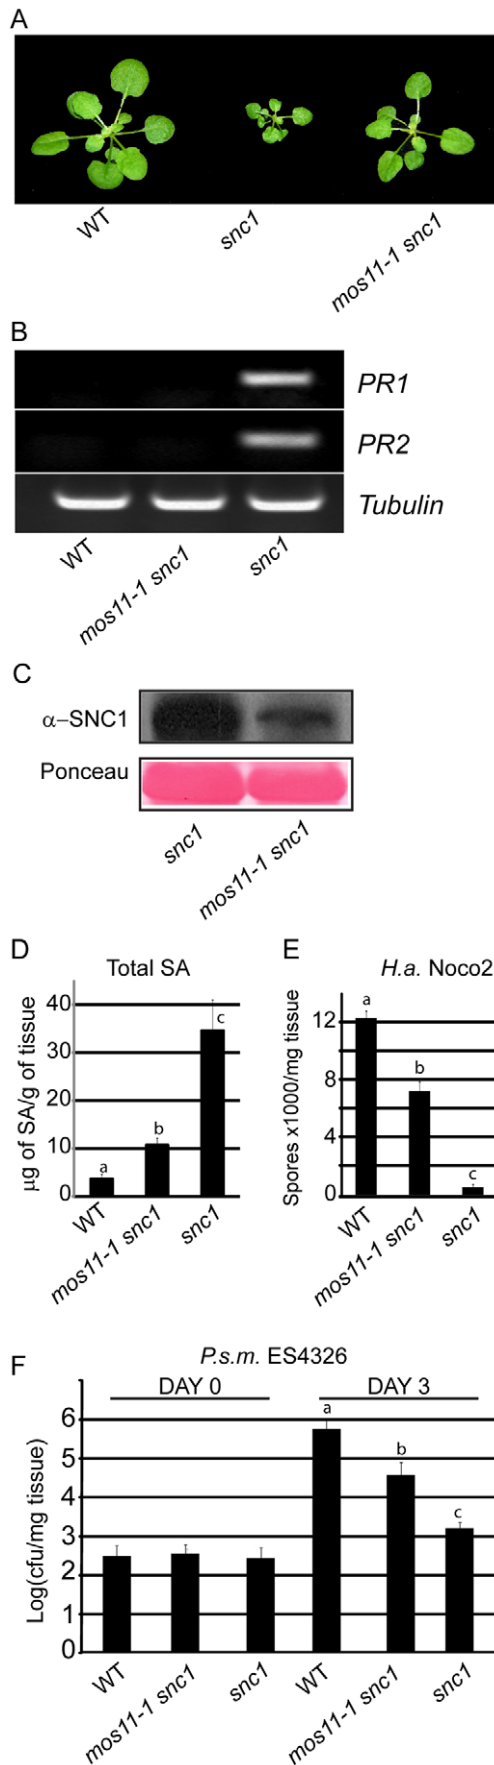 A
WT
snc1
mos11-1 snc1
B
PR1
PR2
Tubulin
WT
mos11-1 snc1
snc1
C
α–SNC1
Ponceau
snc1
mos11-1 snc1
D
Total SA
µg of SA/g of tissue
40
30
20
10
0
a
b
c
WT
mos11-1 snc1
snc1
E
H.a. Noco2
Spores x1000/mg tissue
12
8
4
0
a
b
c
WT
mos11-1 snc1
snc1
F
P.s.m. ES4326
DAY 0
DAY 3
Log(cfu/mg tissue)
6
5
4
3
2
1
0
a
b
c
WT
mos11-1 snc1
snc1
WT
mos11-1 snc1
snc1